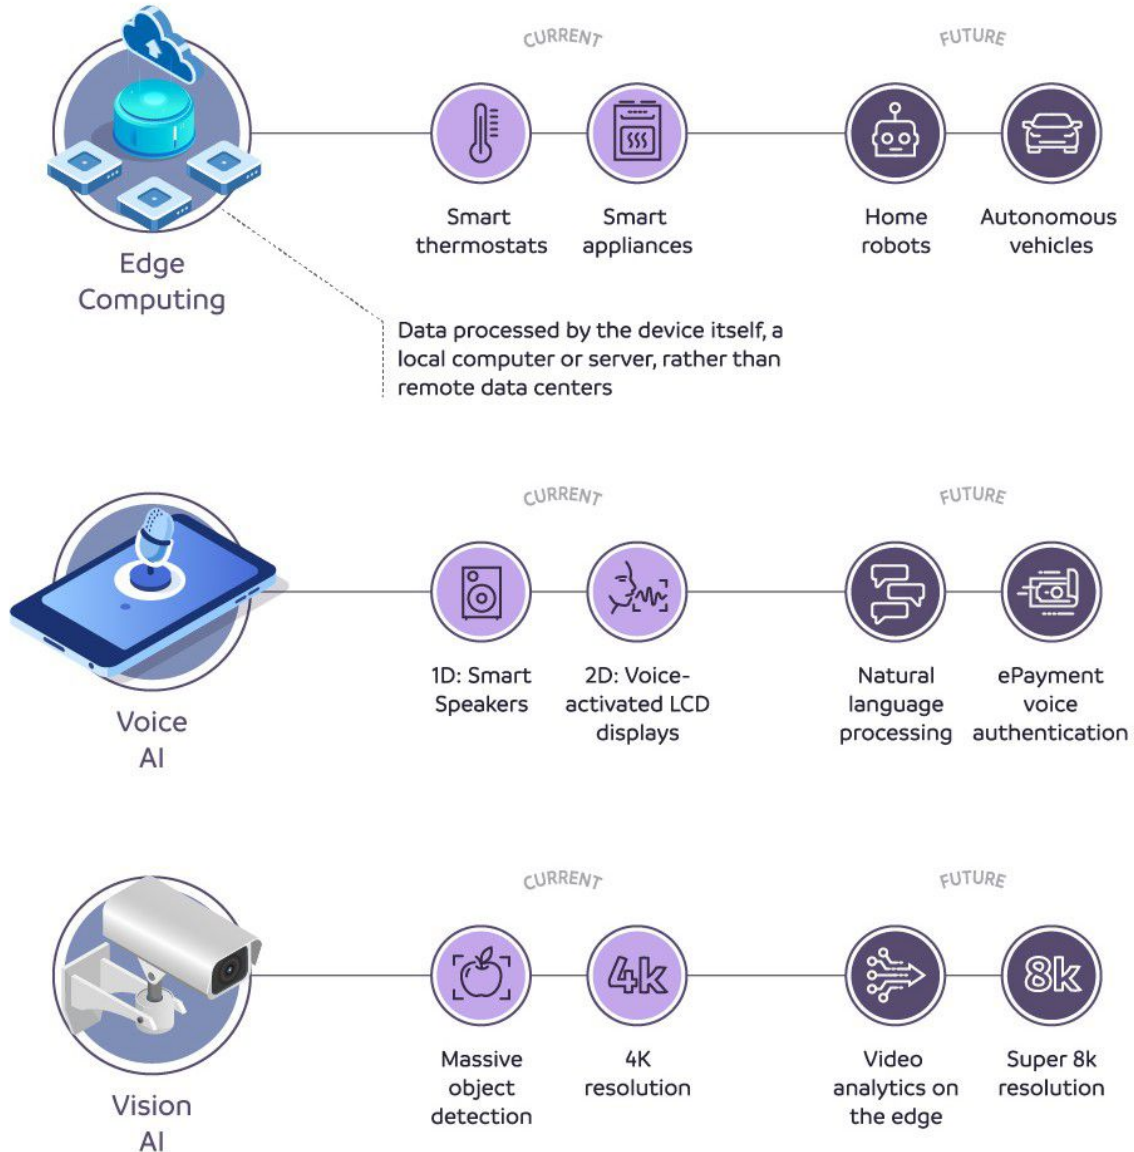 CURRENT
FUTURE
Smart
thermostats
Smart
appliances
Home
robots
Autonomous
vehicles
Edge
Computing
Data processed by the device itself, a
local computer or server, rather than
remote data centers
CURRENT
FUTURE
1D: Smart
Speakers
2D: Voice-
activated LCD
displays
Natural
language
processing
ePayment
voice
authentication
Voice
AI
CURRENT
FUTURE
4k
8k
Massive
object
detection
4K
resolution
Video
analytics on
the edge
Super 8k
resolution
Vision
AI